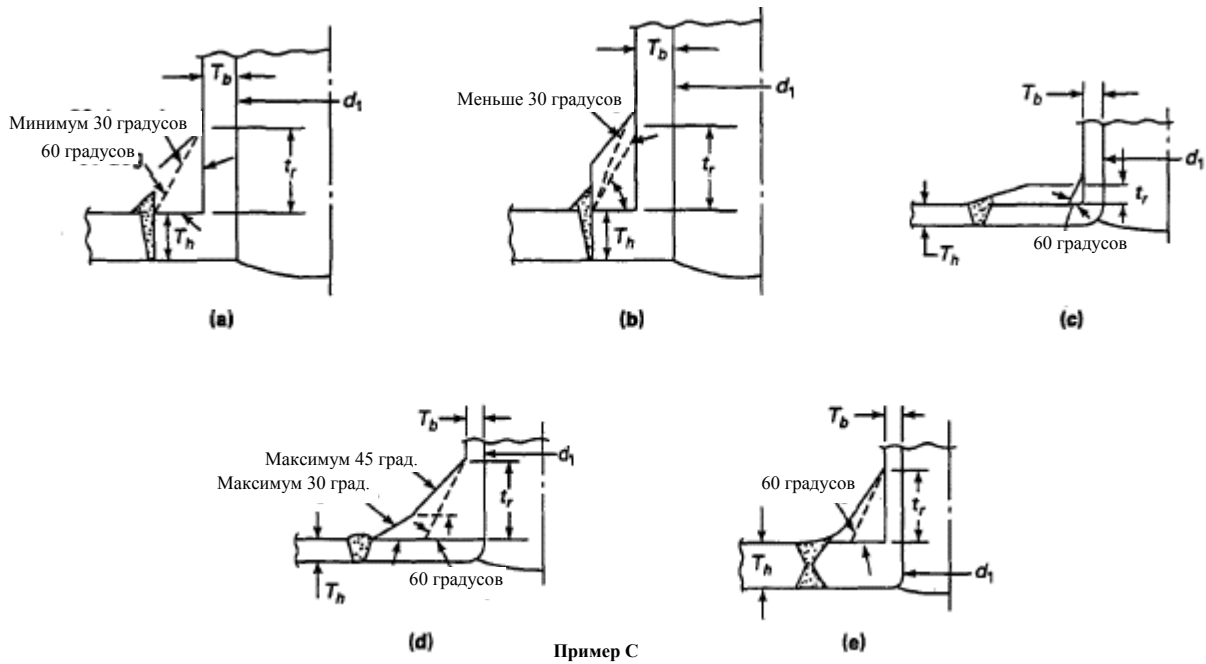 T_b
d_1
Минимум 30 градусов
60 градусов
t_r
T_h
(a)
T_b
d_1
Меньше 30 градусов
t_r
T_h
(b)
T_b
d_1
t_r
60 градусов
T_h
(c)
T_b
d_1
Максимум 45 град.
Максимум 30 град.
t_r
60 градусов
T_h
(d)
T_b
60 градусов
t_r
T_h
d_1
(e)
Пример С